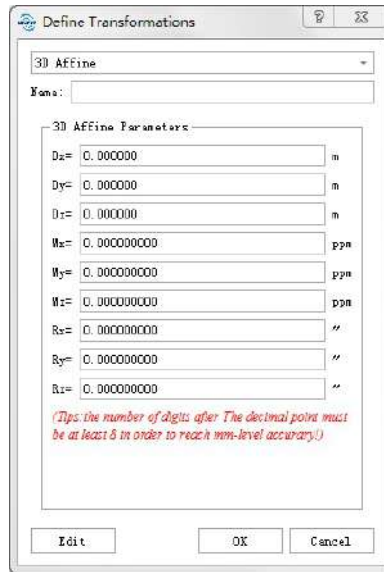 Define Transformations
3D Affine
Name:
3D Affine Parameters
Dx= 0.000000 m
Dy= 0.000000 m
Dz= 0.000000 m
Mx= 0.000000000 ppm
My= 0.000000000 ppm
Mz= 0.000000000 ppm
Rx= 0.000000000 "
Ry= 0.000000000 "
Rz= 0.000000000 "
(Tips:the number of digits after The decimal point must
be at least 8 in order to reach mm-level accurary!)
Edit OK Cancel